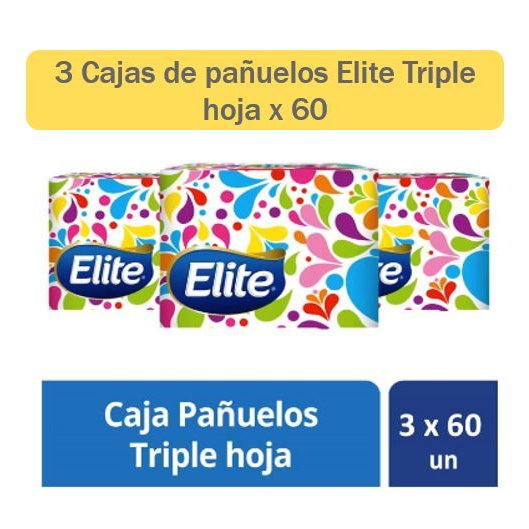 3 Cajas de pañuelos Elite Triple
hoja x 60
Elite
Elite
e
Caja Pañuelos
Triple hoja
3 x 60
un